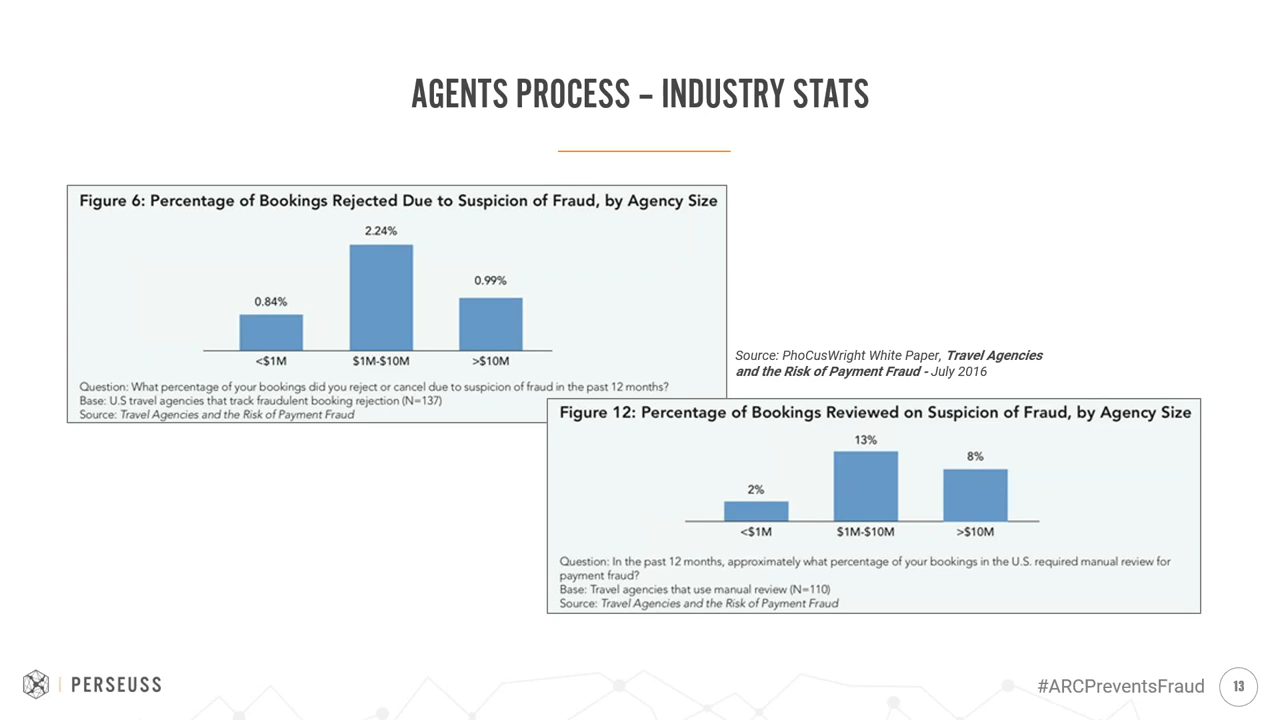 AGENTS PROCESS – INDUSTRY STATS
Figure 6: Percentage of Bookings Rejected Due to Suspicion of Fraud, by Agency Size
2.24%
0.99%
0.84%
<$1M
$1M-$10M
>$10M
Question: What percentage of your bookings did you reject or cancel due to suspicion of fraud in the past 12 months?
Base: U.S travel agencies that track fraudulent booking rejection (N=137)
Source: Travel Agencies and the Risk of Payment Fraud
Source: PhoCusWright White Paper, Travel Agencies
and the Risk of Payment Fraud - July 2016
Figure 12: Percentage of Bookings Reviewed on Suspicion of Fraud, by Agency Size
13%
8%
2%
<$1M
$1M-$10M
>$10M
Question: In the past 12 months, approximately what percentage of your bookings in the U.S. required manual review for
payment fraud?
Base: Travel agencies that use manual review (N=110)
Source: Travel Agencies and the Risk of Payment Fraud
PERSEUSS
#ARCPreventsFraud
13